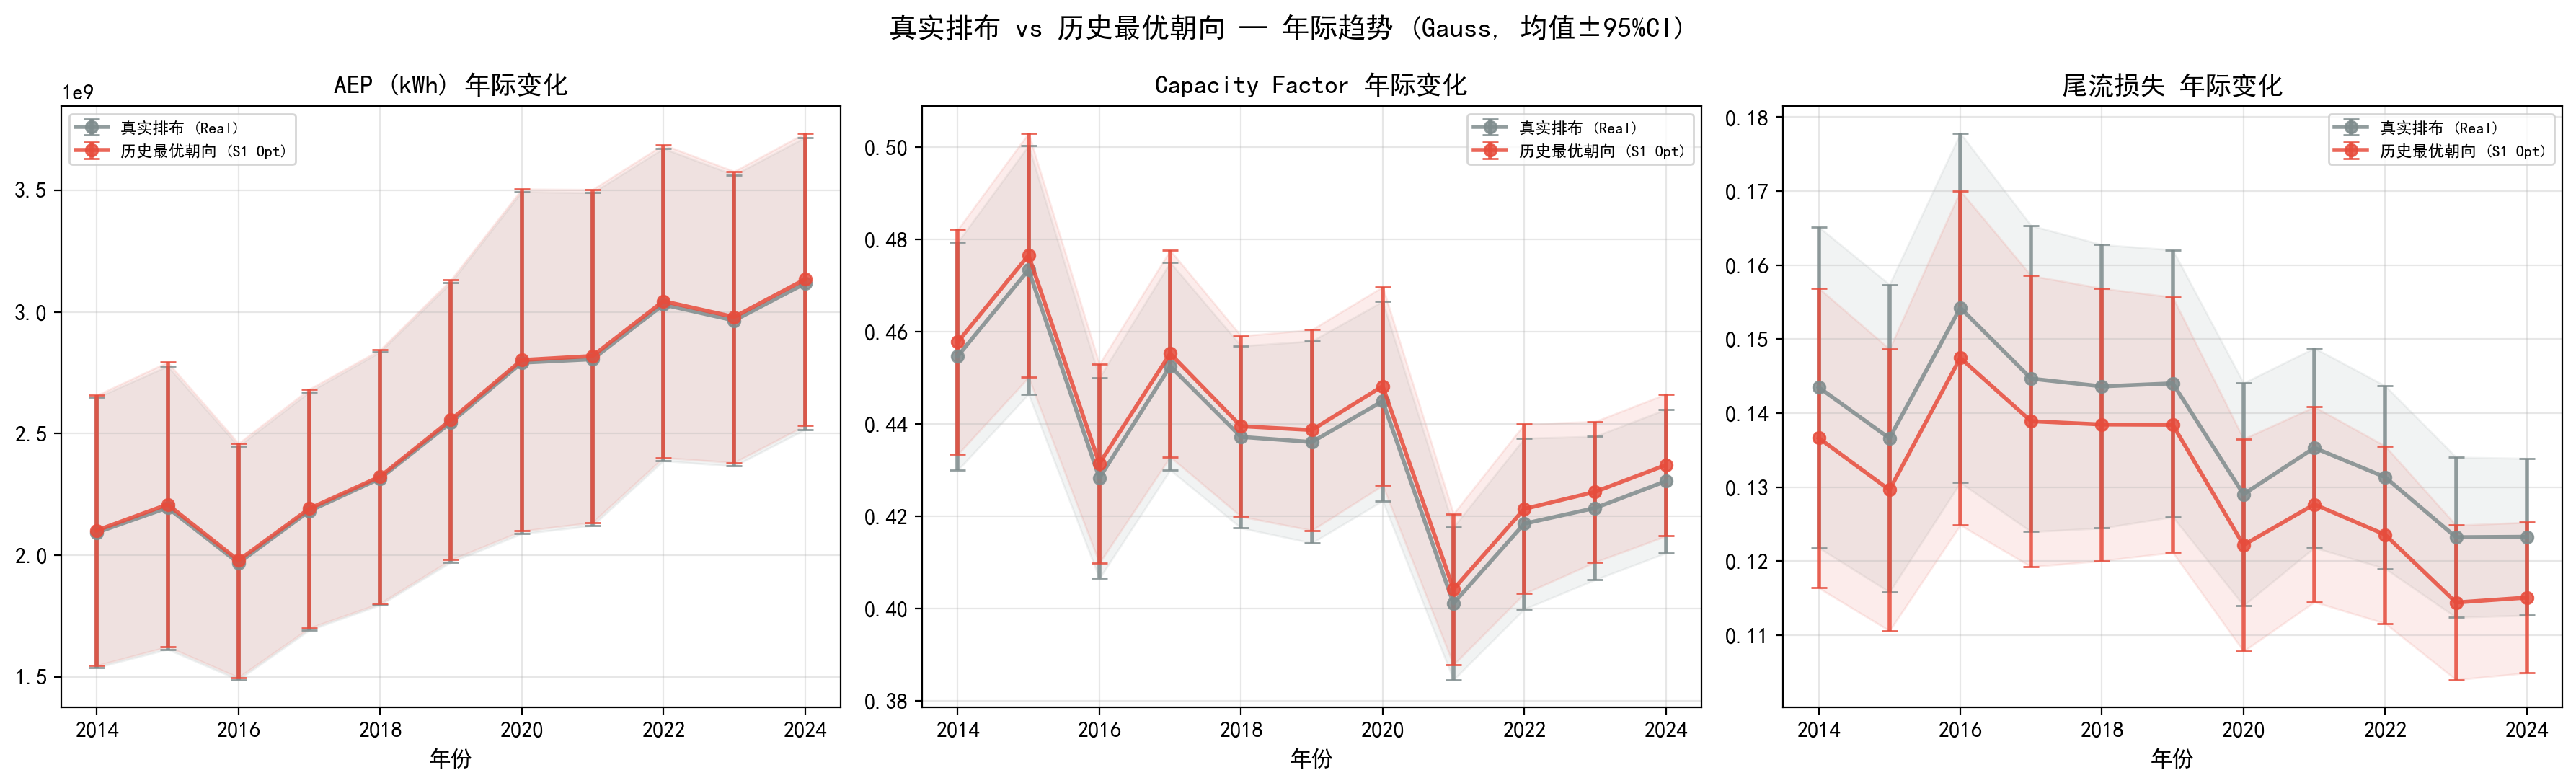 真实排布 vs 历史最优朝向 — 年际趋势 (Gauss, 均值±95%CI)
AEP (kWh) 年际变化
1e9
真实排布 (Real)
历史最优朝向 (S1 Opt)
3.5
3.0
2.5
2.0
1.5
2014 2016 2018 2020 2022 2024
年份
Capacity Factor 年际变化
真实排布 (Real)
历史最优朝向 (S1 Opt)
0.50
0.48
0.46
0.44
0.42
0.40
0.38
2014 2016 2018 2020 2022 2024
年份
尾流损失 年际变化
真实排布 (Real)
历史最优朝向 (S1 Opt)
0.18
0.17
0.16
0.15
0.14
0.13
0.12
0.11
2014 2016 2018 2020 2022 2024
年份